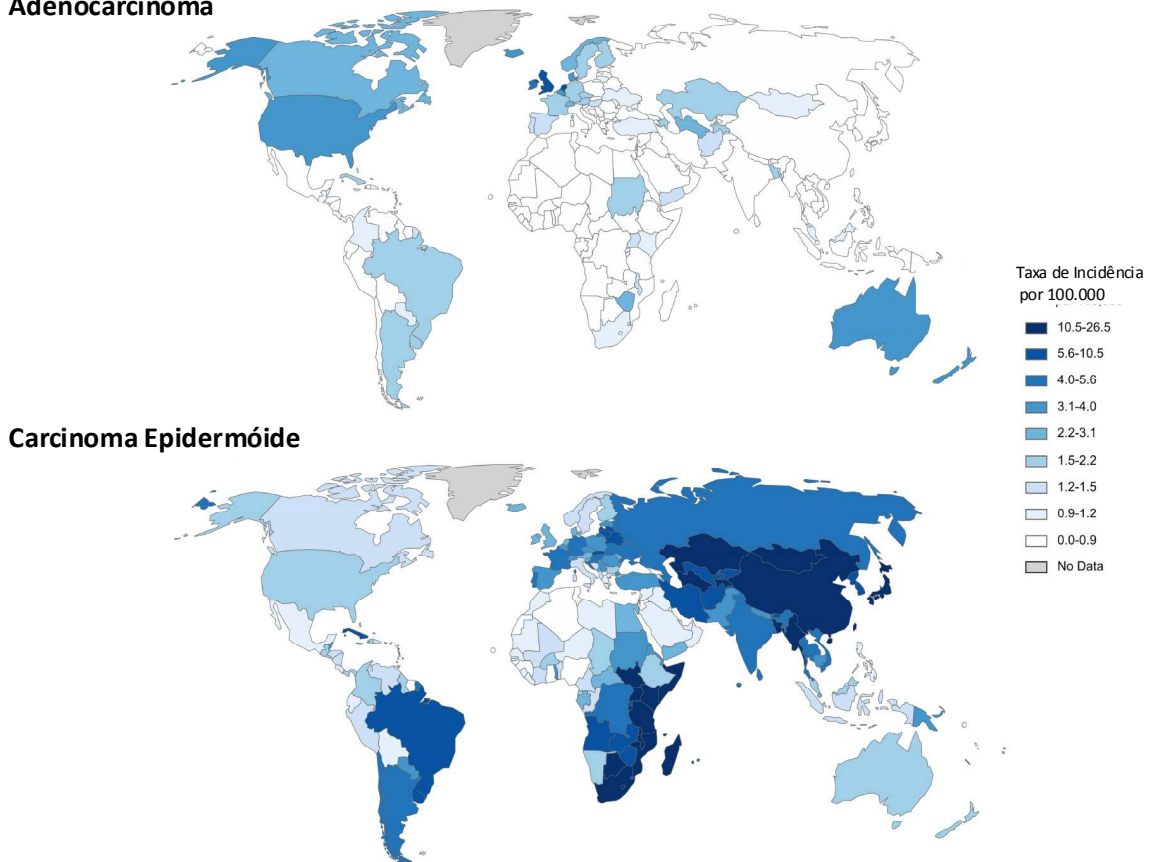 Adenocarcinoma
Carcinoma Epidermóide
Taxa de Incidência
por 100.000
10.5-26.5
5.6-10.5
4.0-5.6
3.1-4.0
2.2-3.1
1.5-2.2
1.2-1.5
0.9-1.2
0.0-0.9
No Data